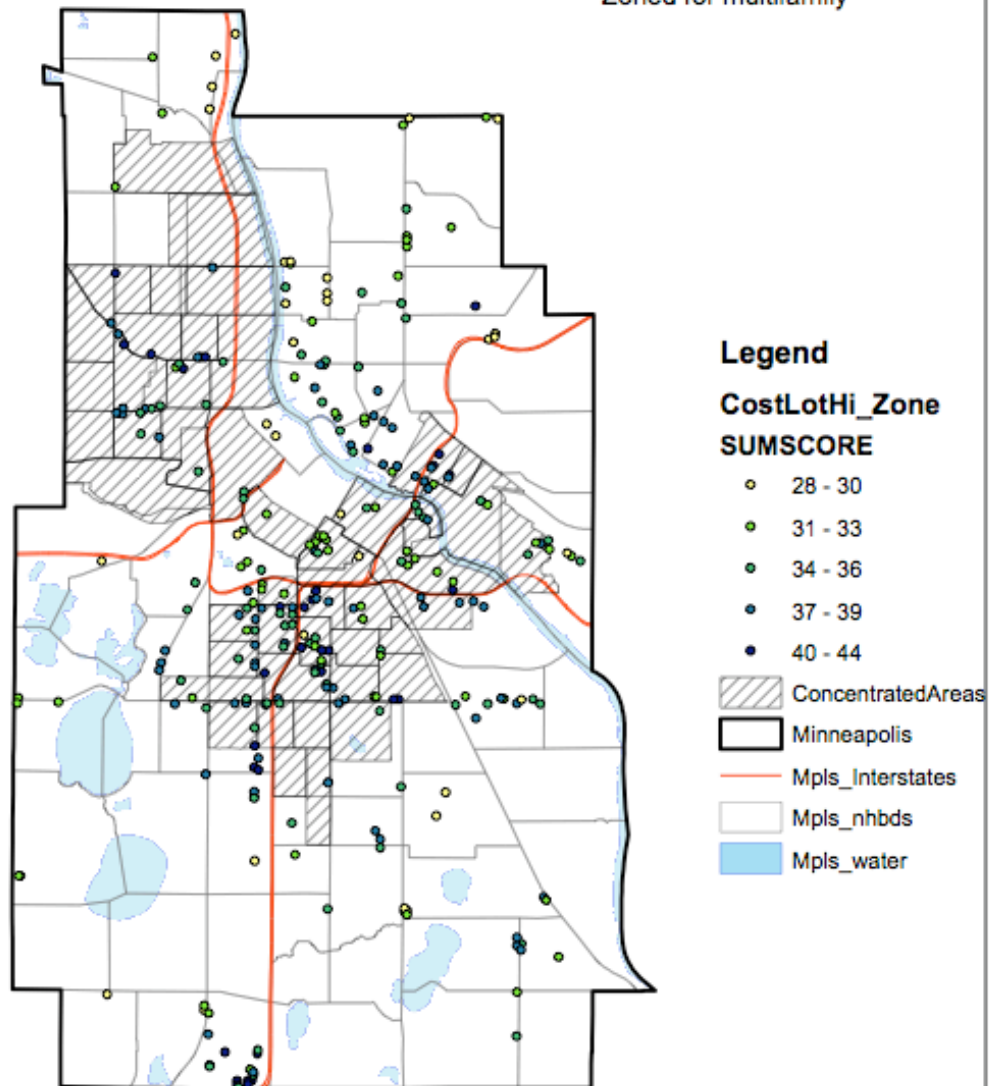 Zoned for multifamily
Legend
CostLotHi_Zone
SUMSCORE
28 - 30
31 - 33
34 - 36
37 - 39
40 - 44
ConcentratedAreas
Minneapolis
Mpls_Interstates
Mpls_nhbds
Mpls_water